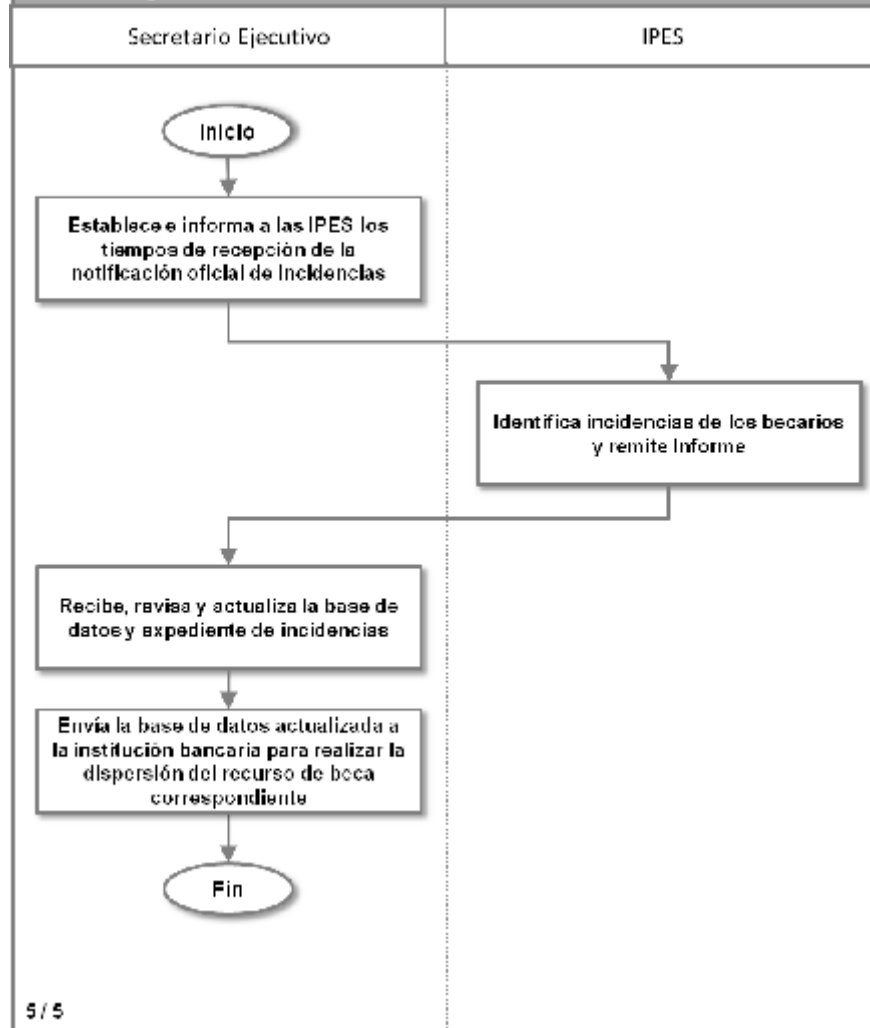 Secretario Ejecutivo
IPES
Inicio
Establece e informa a las IPES los
tiempos de recepción de la
notificación oficial de incidencias
Identifica incidencias de los becarios
y remite Informe
Recibe, revisa y actualiza la base de
datos y expediente de incidencias
Envía la base de datos actualizada a
la institución bancaria para realizar la
dispersión del recurso de beca
correspondiente
Fin
5 / 5